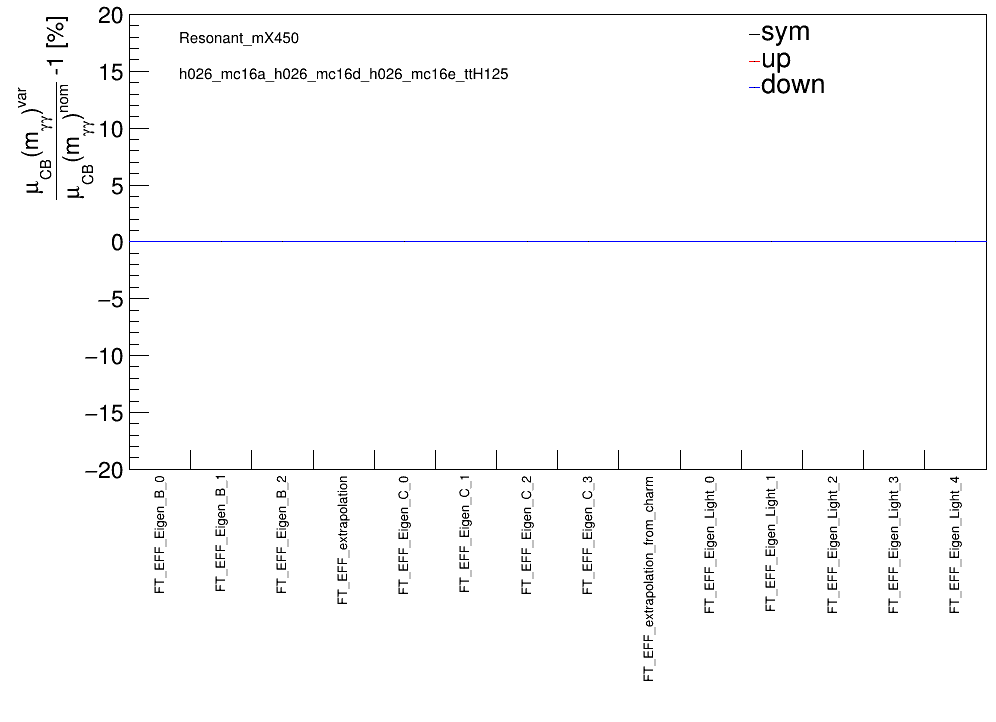 μCB(mγγ)var
μCB(mγγ)nom -1 [%]
20
15
10
5
0
−5
−10
−15
−20
Resonant_mX450
h026_mc16a_h026_mc16d_h026_mc16e_ttH125
sym
up
down
FT_EFF_Eigen_B_0
FT_EFF_Eigen_B_1
FT_EFF_Eigen_B_2
FT_EFF_extrapolation
FT_EFF_Eigen_C_0
FT_EFF_Eigen_C_1
FT_EFF_Eigen_C_2
FT_EFF_Eigen_C_3
FT_EFF_extrapolation_from_charm
FT_EFF_Eigen_Light_0
FT_EFF_Eigen_Light_1
FT_EFF_Eigen_Light_2
FT_EFF_Eigen_Light_3
FT_EFF_Eigen_Light_4